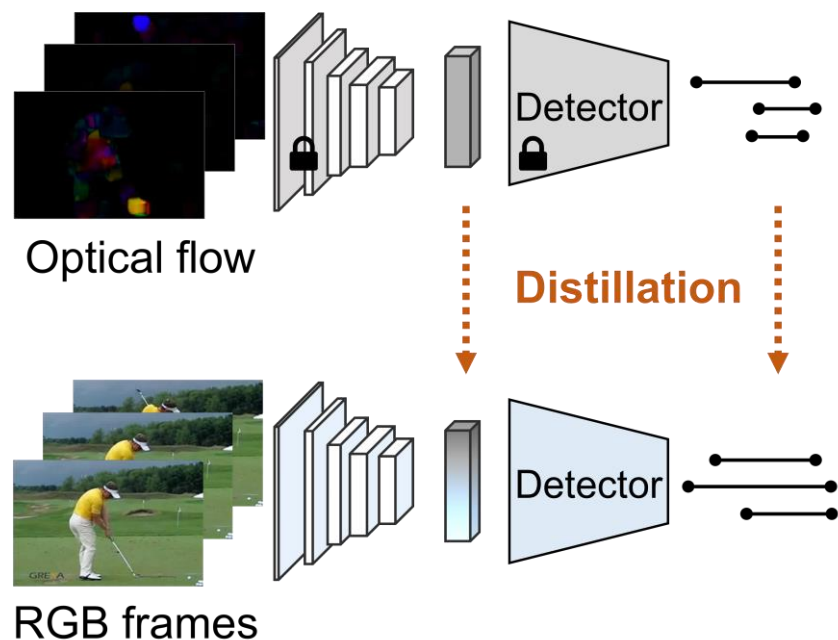 Detector
Optical flow
Distillation
Detector
RGB frames